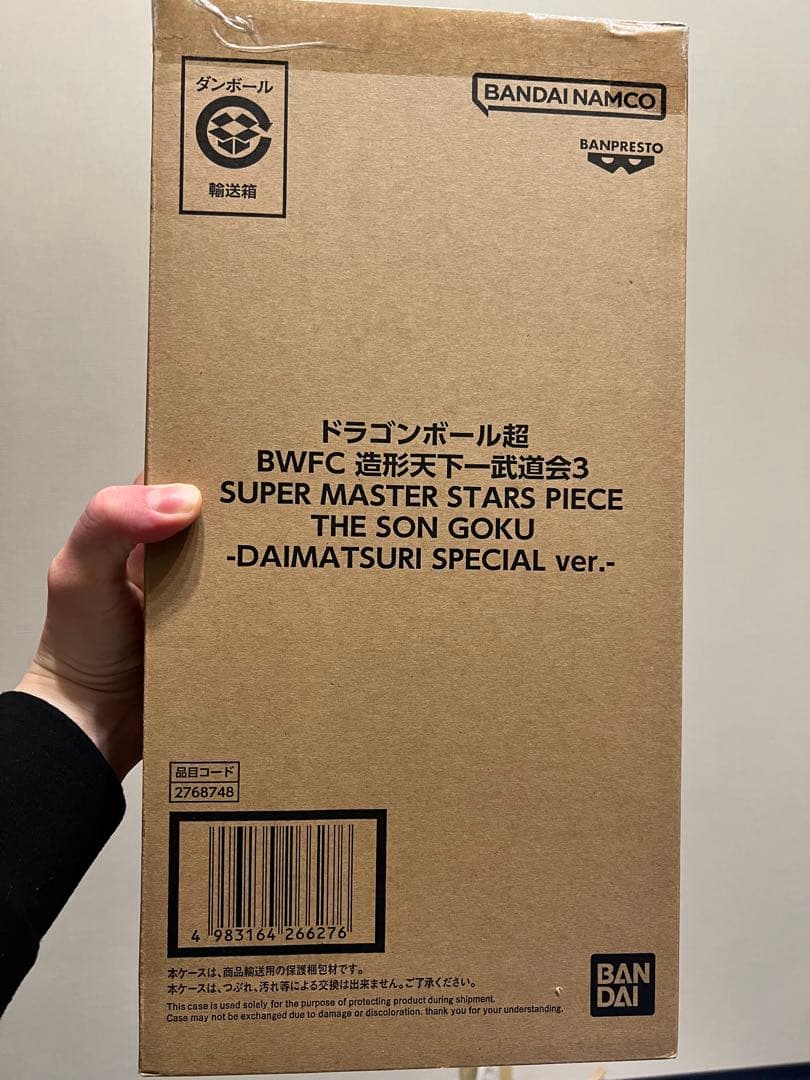 ダンボール
輸送箱
BANDAI NAMCO
BANPRESTO
ドラゴンボール超
BWFC 造形天下一武道会3
SUPER MASTER STARS PIECE
THE SON GOKU
-DAIMATSURI SPECIAL ver.-
品目コード
2768748
4 983164 266276
本ケースは、商品輸送用の保護梱包材です。
本ケースは、つぶれ、汚れ等による交換は出来ません。ご了承ください。
This case is used solely for the purpose of protecting product during shipment.
Case may not be exchanged due to damage or discoloration. thank you for your understanding.
BAN
DAI